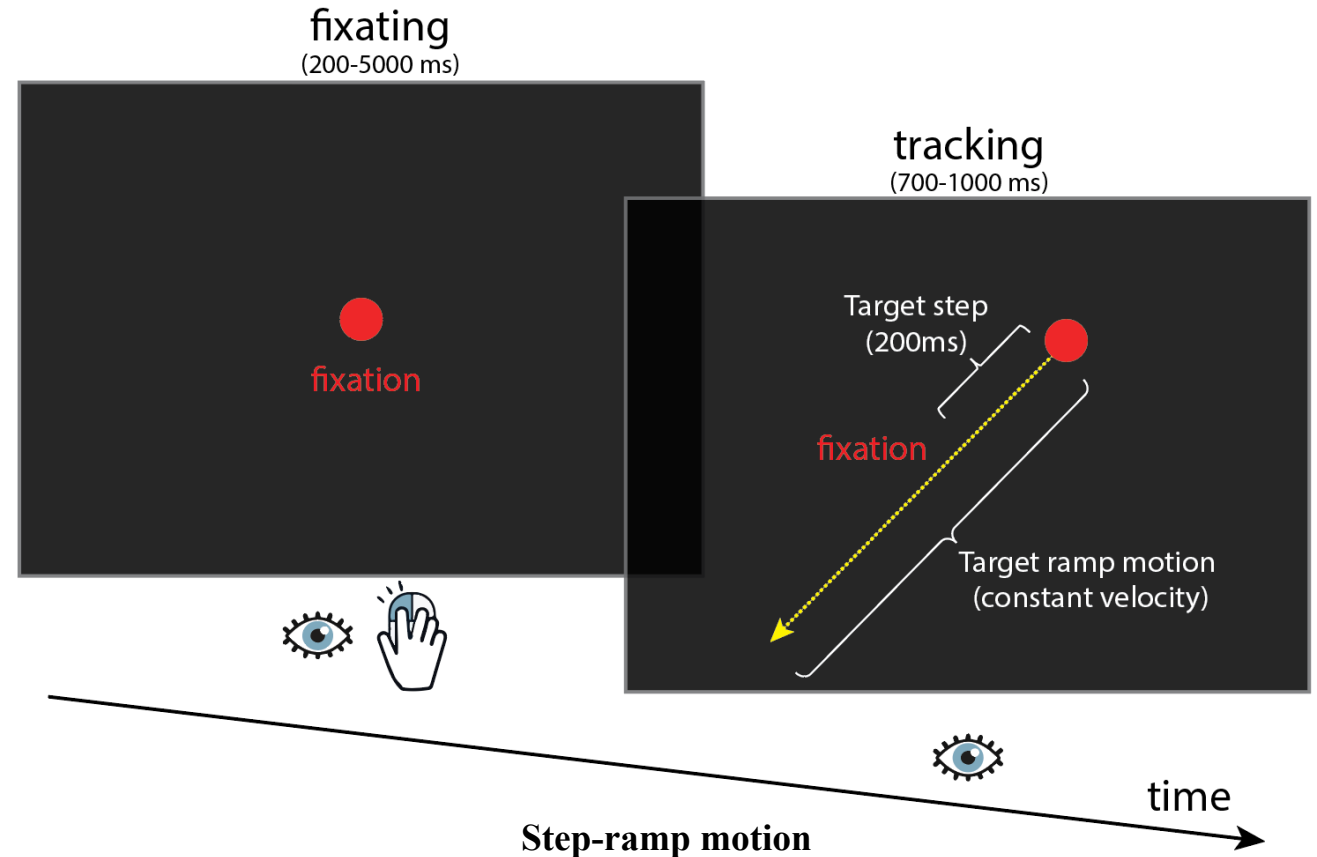 fixating
(200-5000 ms)
fixation
tracking
(700-1000 ms)
Target step
(200ms)
fixation
Target ramp motion
(constant velocity)
time
Step-ramp motion